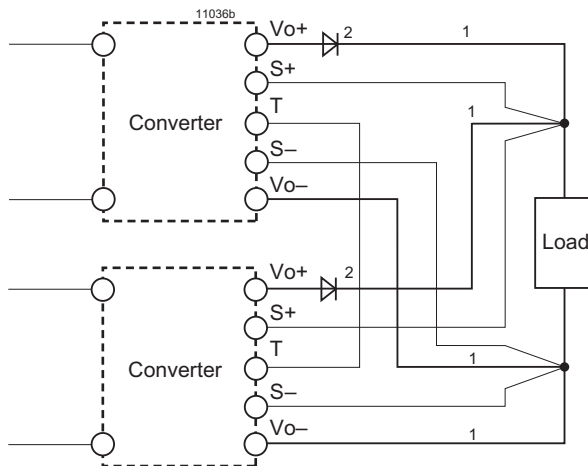 11036b
Vo+
2
1
S+
T
1
Converter
S–
Vo–
Load
Vo+
2
S+
T
Converter
1
S–
Vo–
1